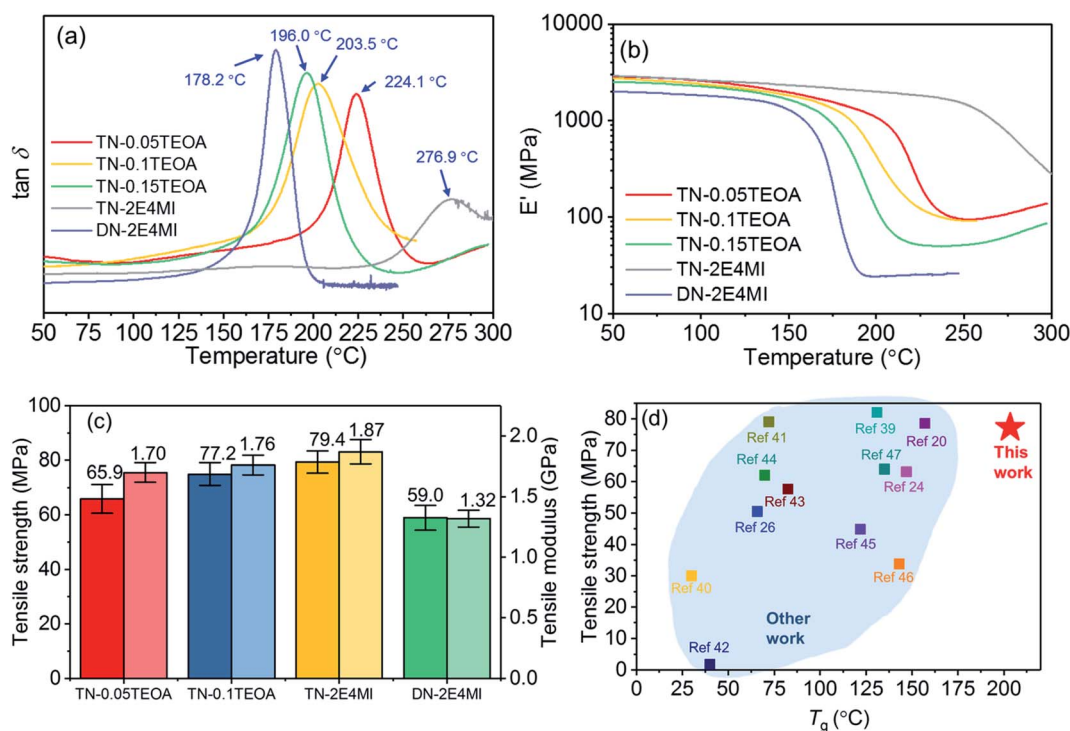 (a)
178.2 °C
196.0 °C
203.5 °C
224.1 °C
276.9 °C
tan δ
TN-0.05TEOA
TN-0.1TEOA
TN-0.15TEOA
TN-2E4MI
DN-2E4MI
50 75 100 125 150 175 200 225 250 275 300
Temperature (°C)
(b)
10000
1000
100
10
E' (MPa)
TN-0.05TEOA
TN-0.1TEOA
TN-0.15TEOA
TN-2E4MI
DN-2E4MI
50 100 150 200 250 300
Temperature (°C)
(c)
100
80
60
40
20
0
Tensile strength (MPa)
65.9 1.70
77.2 1.76
79.4 1.87
59.0 1.32
2.0
1.5
1.0
0.5
0.0
Tensile modulus (GPa)
TN-0.05TEOA TN-0.1TEOA TN-2E4MI DN-2E4MI
(d)
80
70
60
50
40
30
20
10
0
Tensile strength (MPa)
Ref 41
Ref 39
Ref 20
Ref 44
Ref 47
Ref 24
Ref 43
Ref 26
Ref 45
Ref 40
Ref 46
Ref 42
This
work
Other
work
0 25 50 75 100 125 150 175 200
Tg (°C)